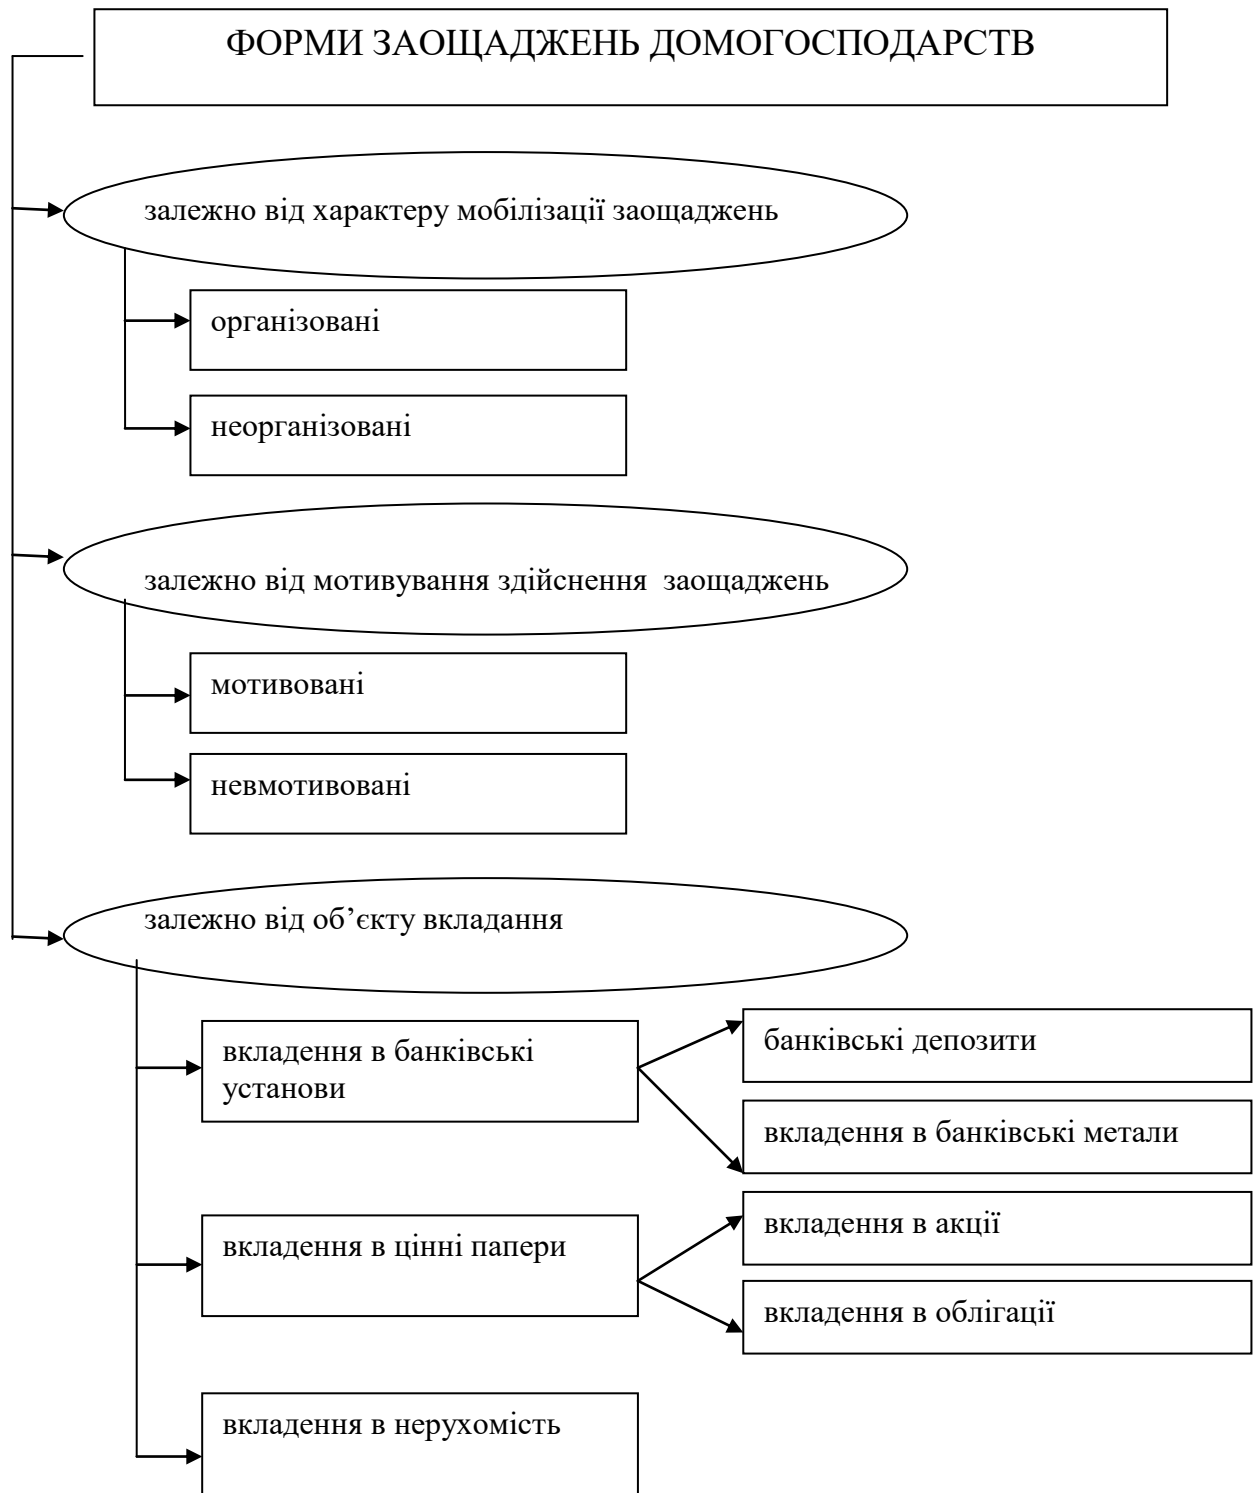 ФОРМИ ЗАОЩАДЖЕНЬ ДОМОГОСПОДАРСТВ
залежно від характеру мобілізації заощаджень
організовані
неорганізовані
залежно від мотивування здійснення  заощаджень
мотивовані
невмотивовані
залежно від об’єкту вкладання
вкладення в банківські
установи
банківські депозити
вкладення в банківські метали
вкладення в цінні папери
вкладення в акції
вкладення в облігації
вкладення в нерухомість